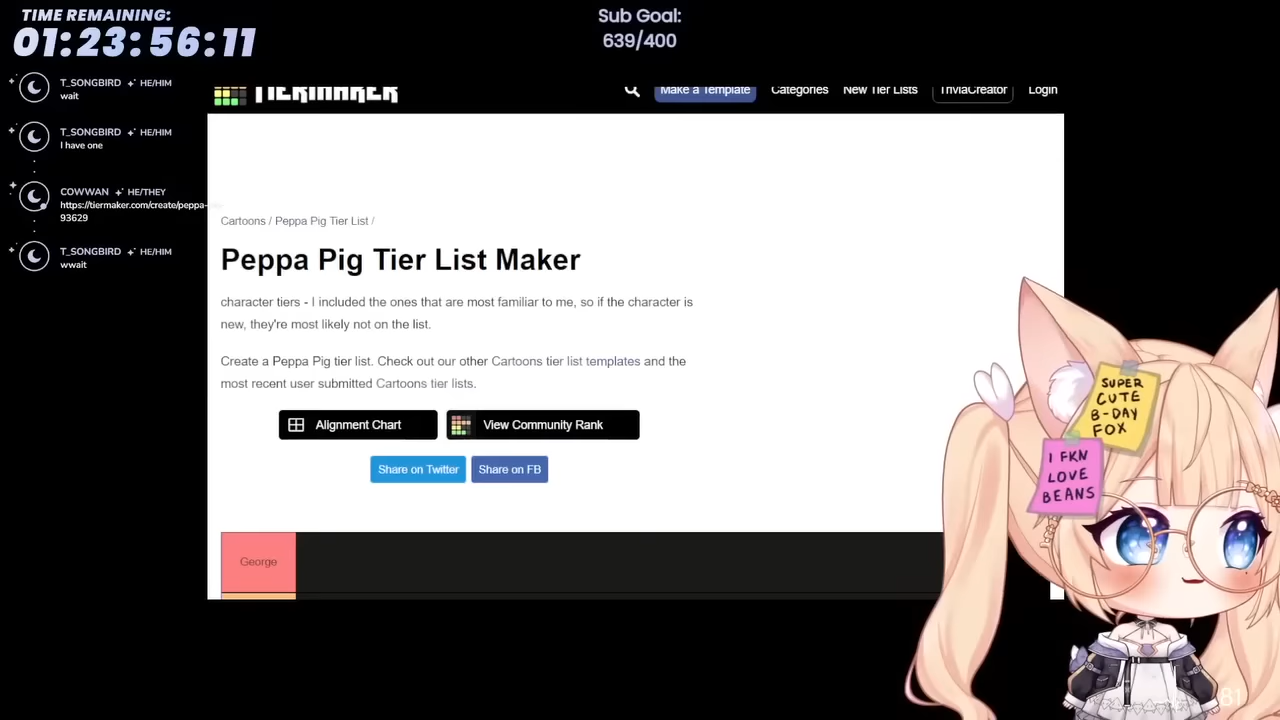 TIME REMAINING:
01:23:56:11
Sub Goal:
639/400
T_SONGBIRD HE/HIM
wait
T_SONGBIRD HE/HIM
I have one
COWWAN HE/THEY
https://tiermaker.com/create/peppa-
93629
T_SONGBIRD HE/HIM
wwait
TIERMAKER
Make a Template
Categories
New Tier Lists
TriviaCreator
Login
Cartoons / Peppa Pig Tier List /
Peppa Pig Tier List Maker
character tiers - I included the ones that are most familiar to me, so if the character is
new, they're most likely not on the list.
Create a Peppa Pig tier list. Check out our other Cartoons tier list templates and the
most recent user submitted Cartoons tier lists.
Alignment Chart
View Community Rank
Share on Twitter
Share on FB
George
SUPER
CUTE
B-DAY
FOX
I FKN
LOVE
BEANS
81